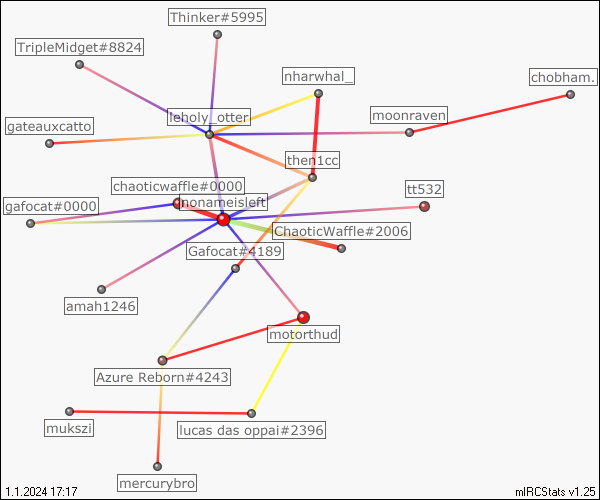 Thinker#5995
TripleMidget#8824
nharwhal_
chobham.
leholy_otter
moonraven
gateauxcatto
then1cc
chaoticwaffle#0000
tt532
gafocat#0000
nonameisleft
ChaoticWaffle#2006
Gafocat#4189
amah1246
motorthud
Azure Reborn#4243
mukszi
lucas das oppai#2396
mercurybro
1.1.2024 17:17
mIRCStats v1.25